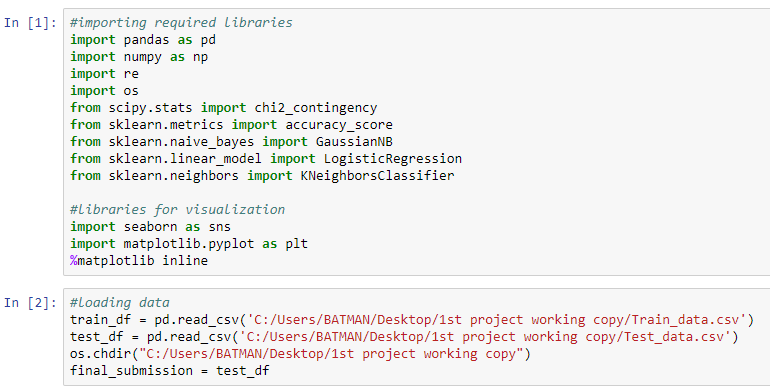 In [1]: #importing required libraries
import pandas as pd
import numpy as np
import re
import os
from scipy.stats import chi2_contingency
from sklearn.metrics import accuracy_score
from sklearn.naive_bayes import GaussianNB
from sklearn.linear_model import LogisticRegression
from sklearn.neighbors import KNeighborsClassifier
#libraries for visualization
import seaborn as sns
import matplotlib.pyplot as plt
%matplotlib inline
In [2]: #loading data
train_df = pd.read_csv('C:/Users/BATMAN/Desktop/1st project working copy/Train_data.csv')
test_df = pd.read_csv('C:/Users/BATMAN/Desktop/1st project working copy/Test_data.csv')
os.chdir("C:/Users/BATMAN/Desktop/1st project working copy")
final_submission = test_df